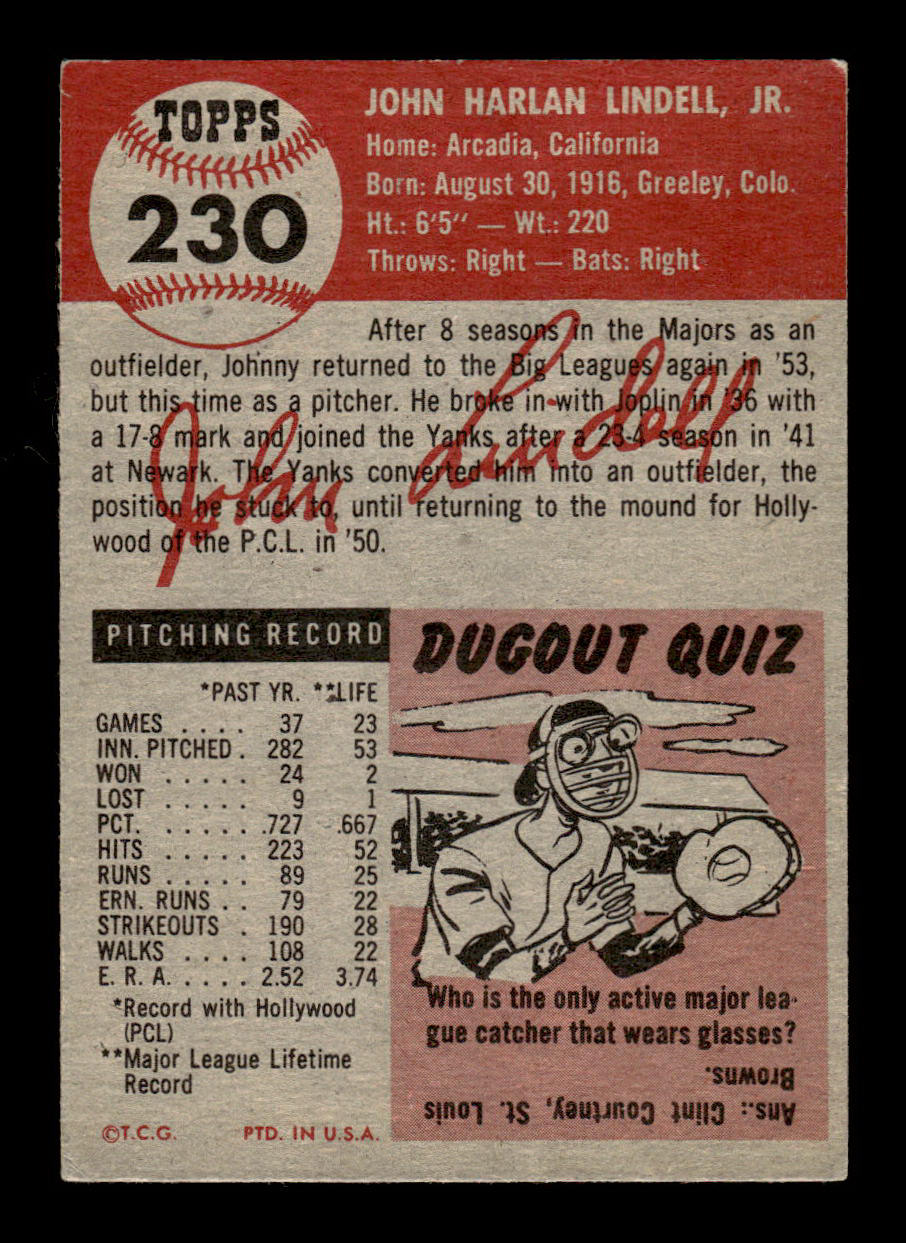 TOPPS
230
JOHN HARLAN LINDELL, JR.
Home: Arcadia, California
Born: August 30, 1916, Greeley, Colo.
Ht.: 6'5" — Wt.: 220
Throws: Right — Bats: Right
After 8 seasons in the Majors as an
outfielder, Johnny returned to the Big Leagues again in '53,
but this time as a pitcher. He broke in with Joplin in '36 with
a 17-8 mark and joined the Yanks after a 23-4 season in '41
at Newark. The Yanks converted him into an outfielder, the
position he stuck to, until returning to the mound for Holly-
wood of the P.C.L. in '50.
John Lindell
PITCHING RECORD
*PAST YR. **LIFE
GAMES .... 37 23
INN. PITCHED . 282 53
WON ..... 24 2
LOST ..... 9 1
PCT. ...... .727 .667
HITS ..... 223 52
RUNS ..... 89 25
ERN. RUNS .. 79 22
STRIKEOUTS . 190 28
WALKS .... 108 22
E. R. A. .... 2.52 3.74
*Record with Hollywood
(PCL)
**Major League Lifetime
Record
©T.C.G. PTD. IN U.S.A.
DUGOUT QUIZ
Who is the only active major lea-
gue catcher that wears glasses?
Ans.: Clint Courtney, St. Louis
Browns.